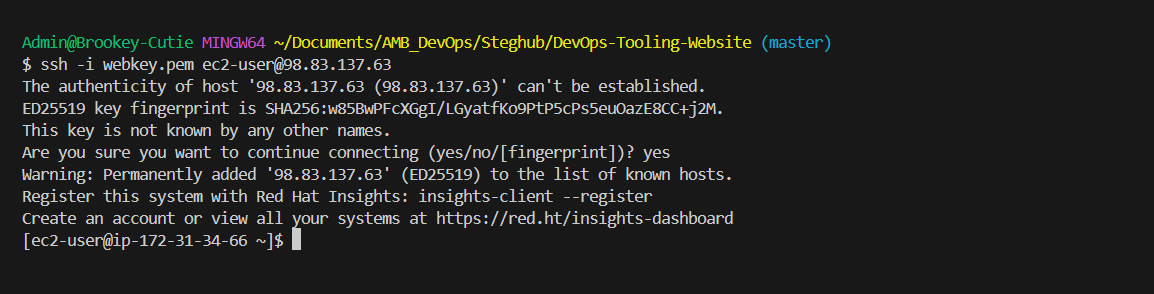 Admin@Brookey-Cutie MINGW64 ~/Documents/AMB_DevOps/Steghub/DevOps-Tooling-Website (master)
$ ssh -i webkey.pem ec2-user@98.83.137.63
The authenticity of host '98.83.137.63 (98.83.137.63)' can't be established.
ED25519 key fingerprint is SHA256:w85BwPFcXGgI/LGyatfKo9PtP5cPs5euOazE8CC+j2M.
This key is not known by any other names.
Are you sure you want to continue connecting (yes/no/[fingerprint])? yes
Warning: Permanently added '98.83.137.63' (ED25519) to the list of known hosts.
Register this system with Red Hat Insights: insights-client --register
Create an account or view all your systems at https://red.ht/insights-dashboard
[ec2-user@ip-172-31-34-66 ~]$